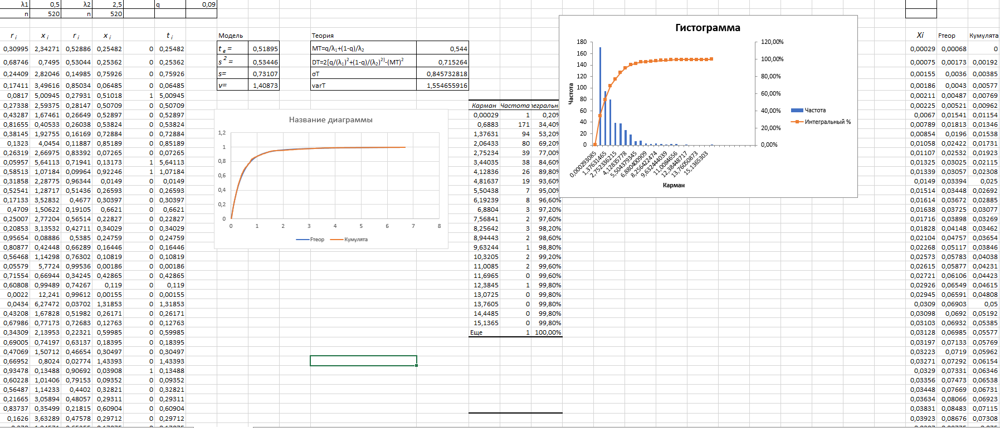 λ1 0,5 λ2 2,5 q 0,09
n 520 n 520
r i x i r i x i t i Модель Теория Xi Fтеор Кумулята
0,30995 2,34271 0,52886 0,25482 0 0,25482 t в = 0,51895 MT=q/λ1+(1-q)/λ2 0,544 0,00029 0,00068 0
0,68746 0,7495 0,53044 0,25362 0 0,25362 s 2 = 0,53446 DT=2[q/(λ1)2+(1-q)/(λ2)2]-(MT)2 0,715264 0,00075 0,00173 0,00192
0,24409 2,82046 0,14985 0,75926 0 0,75926 s= 0,73107 σT 0,845732818 0,00155 0,0036 0,00385
0,17411 3,49616 0,85034 0,06485 0 0,06485 v= 1,40873 varT 1,554655916 0,00186 0,0043 0,00577
0,0817 5,00945 0,27931 0,51018 1 5,00945 0,00211 0,00487 0,00769
0,27338 2,59375 0,28147 0,50709 0 0,50709 Карман Частота тегральн 0,00225 0,00521 0,00962
0,43287 1,67461 0,26649 0,52897 0 0,52897 0,00029 1 0,20% 0,0067 0,01541 0,01154
0,81655 0,40533 0,26038 0,53824 0 0,53824 0,6883 171 34,40% 0,00789 0,01813 0,01346
0,38145 1,92755 0,16169 0,72884 0 0,72884 1,37631 94 53,20% 0,00854 0,0196 0,01538
0,1323 4,0454 0,11887 0,85189 0 0,85189 2,06433 80 69,20% 0,01058 0,02422 0,01731
0,26319 2,66975 0,83392 0,07265 0 0,07265 2,75234 39 77,00% 0,01107 0,02532 0,01923
0,05957 5,64113 0,71941 0,13173 1 5,64113 3,44035 38 84,60% 0,01325 0,03025 0,02115
0,58513 1,07184 0,09964 0,92246 1 1,07184 4,12836 26 89,80% 0,01339 0,03057 0,02308
0,31858 2,28775 0,96344 0,0149 0 0,0149 4,81637 19 93,60% 0,0149 0,03394 0,025
0,52541 1,28717 0,51436 0,26593 0 0,26593 5,50438 7 95,00% 0,01514 0,03448 0,02692
0,17133 3,52832 0,4677 0,30397 0 0,30397 6,19239 8 96,60% 0,01614 0,03672 0,02885
0,4709 1,50622 0,19105 0,6621 0 0,6621 6,8804 3 97,20% 0,01638 0,03725 0,03077
0,25007 2,77204 0,56514 0,22827 0 0,22827 7,56841 2 97,60% 0,01716 0,03898 0,03269
0,20853 3,13532 0,42711 0,34029 0 0,34029 8,25642 3 98,20% 0,01828 0,04148 0,03462
0,95654 0,08886 0,5385 0,24759 0 0,24759 8,94443 2 98,60% 0,02104 0,04757 0,03654
0,80877 0,42448 0,66289 0,16446 0 0,16446 9,63244 1 98,80% 0,02268 0,05117 0,03846
0,56468 1,14298 0,76302 0,10819 0 0,10819 10,3205 2 99,20% 0,02573 0,05783 0,04038
0,05579 5,7724 0,99536 0,00186 0 0,00186 11,0085 2 99,60% 0,02615 0,05877 0,04231
0,71554 0,66944 0,34245 0,42865 0 0,42865 11,6965 0 99,60% 0,02721 0,06106 0,04423
0,60808 0,99489 0,74267 0,119 0 0,119 12,3845 1 99,80% 0,02926 0,06549 0,04615
0,0022 12,241 0,99612 0,00155 0 0,00155 13,0725 0 99,80% 0,02945 0,06591 0,04808
0,0434 6,27472 0,03702 1,31853 0 1,31853 13,7605 0 99,80% 0,0309 0,06903 0,05
0,43208 1,67828 0,51982 0,26171 0 0,26171 14,4485 0 99,80% 0,03098 0,0692 0,05192
0,67986 0,77173 0,72683 0,12763 0 0,12763 15,1365 0 99,80% 0,03103 0,06932 0,05385
0,34309 2,13953 0,22321 0,59985 0 0,59985 Еще 1 100,00% 0,03128 0,06985 0,05577
0,69005 0,74197 0,63137 0,18395 0 0,18395 0,03197 0,07133 0,05769
0,47069 1,50712 0,46654 0,30497 0 0,30497 0,03223 0,0719 0,05962
0,66952 0,8024 0,02774 1,43393 0 1,43393 0,03271 0,07292 0,06154
0,93478 0,13488 0,90692 0,03908 1 0,13488 0,0329 0,07331 0,06346
0,60228 1,01406 0,79153 0,09352 0 0,09352 0,03356 0,07473 0,06538
0,56487 1,14233 0,4402 0,32821 0 0,32821 0,03448 0,07669 0,06731
0,21665 3,05894 0,48057 0,29311 0 0,29311 0,03634 0,08066 0,06923
0,83737 0,35499 0,21815 0,60904 0 0,60904 0,03831 0,08483 0,07115
0,1626 3,63289 0,47578 0,29712 0 0,29712 0,03923 0,08676 0,07308
Название диаграммы
1,2
1
0,8
0,6
0,4
0,2
0
0 1 2 3 4 5 6 7 8
Fтеор Кумулята
Гистограмма
180 120,00%
160
140 100,00%
120 80,00%
100 60,00%
80
60 40,00%
40 20,00%
20
0 0,00%
Частота
Частота
Интегральный %
0,000293085 1,37631465 2,752336215 4,12835778 5,504379345 6,880400909 8,256422474 9,632444039 11,0084656 12,38448717 13,76050873 15,1365303
Карман